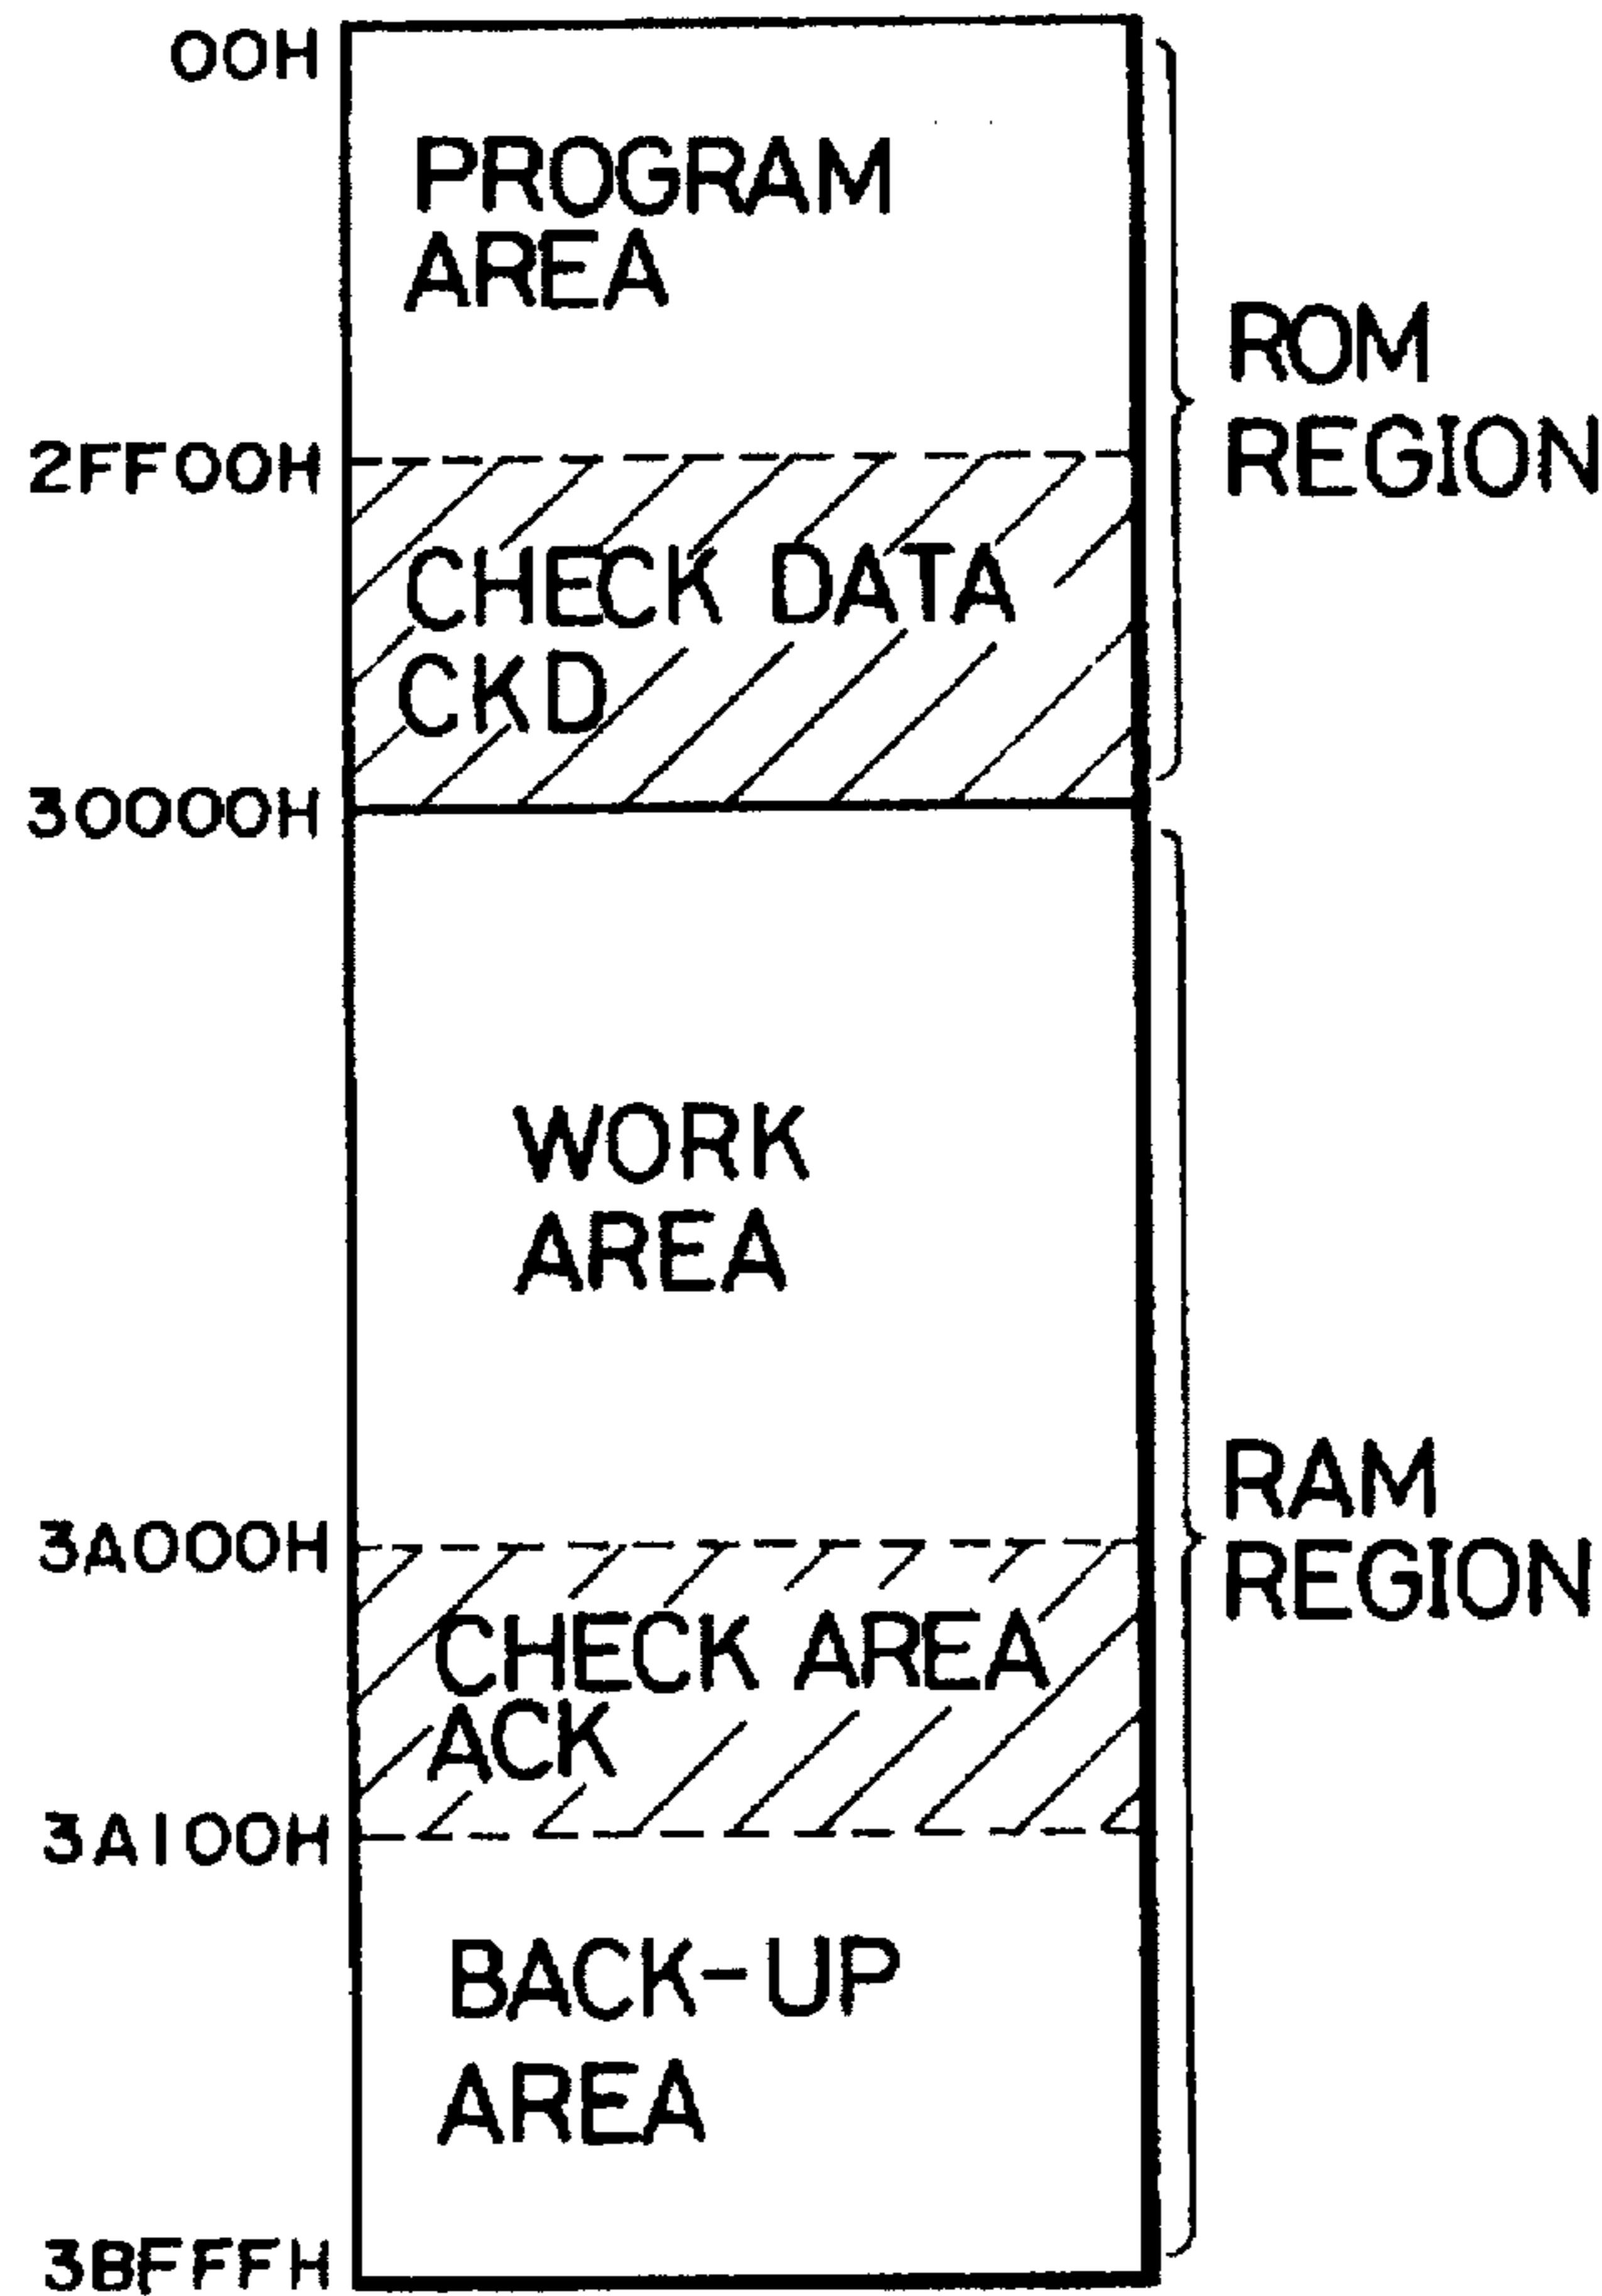 00H
PROGRAM
AREA
ROM
REGION
2FF00H
CHECK DATA
CKD
30000H
WORK
AREA
RAM
REGION
3A000H
CHECK AREA
ACK
3A100H
BACK-UP
AREA
3BFFFH